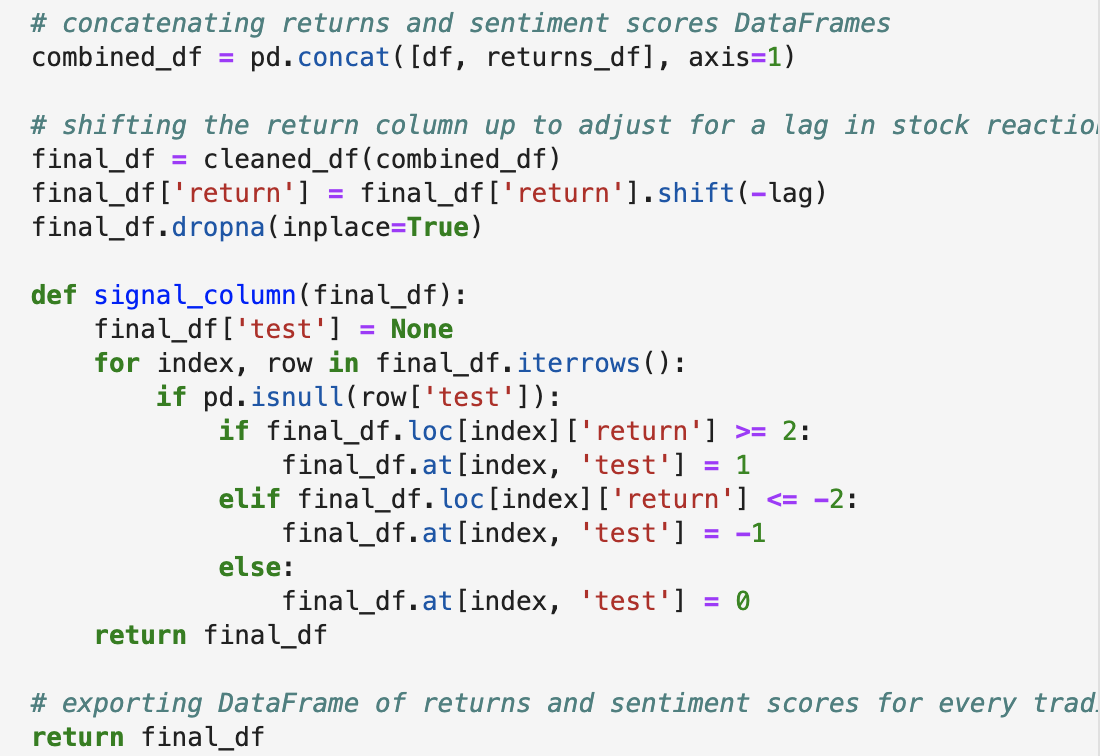 # concatenating returns and sentiment scores DataFrames
combined_df = pd.concat([df, returns_df], axis=1)

# shifting the return column up to adjust for a lag in stock
final_df = cleaned_df(combined_df)
final_df['return'] = final_df['return'].shift(-lag)
final_df.dropna(inplace=True)

def signal_column(final_df):
    final_df['test'] = None
    for index, row in final_df.iterrows():
        if pd.isnull(row['test']):
            if final_df.loc[index]['return'] >= 2:
                final_df.at[index, 'test'] = 1
            elif final_df.loc[index]['return'] <= -2:
                final_df.at[index, 'test'] = -1
            else:
                final_df.at[index, 'test'] = 0
    return final_df

# exporting DataFrame of returns and sentiment scores for every
return final_df